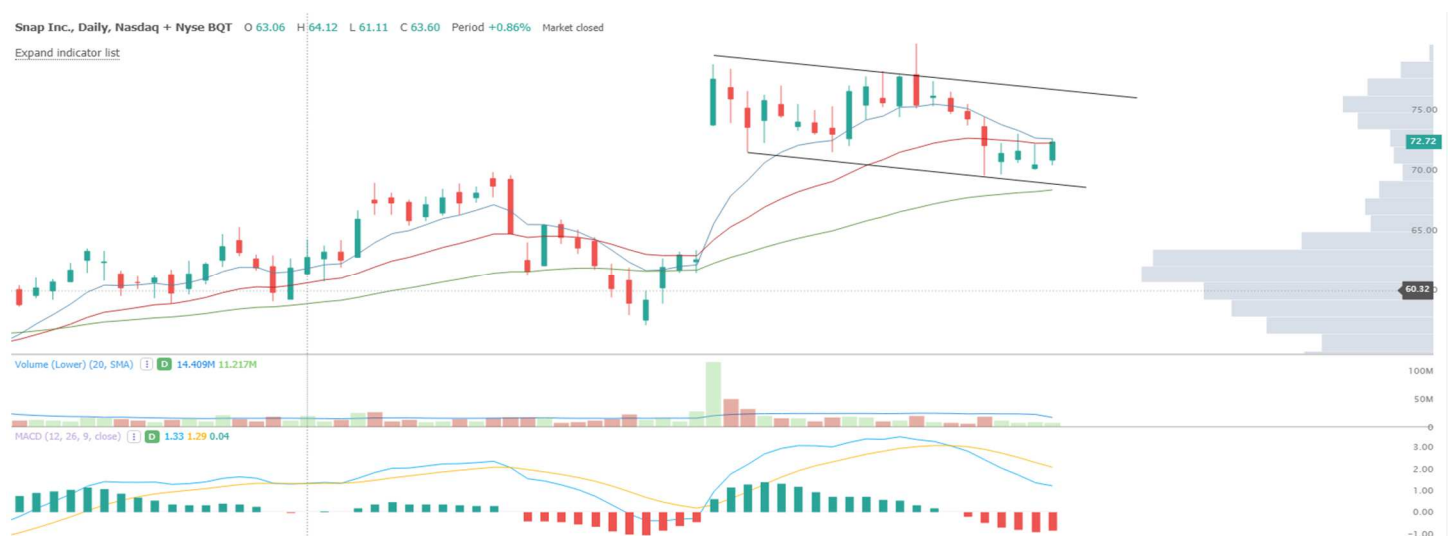 Snap Inc., Daily, Nasdaq + Nyse BQT O 63.06 H 64.12 L 61.11 C 63.60 Period +0.86% Market closed
Expand indicator list
75.00
72.72
70.00
65.00
60.32
Volume (Lower) (20, SMA) D 14.409M 11.217M
100M
50M
0
MACD (12, 26, 9, close) D 1.33 1.29 0.04
3.00
2.00
1.00
0.00
-1.00